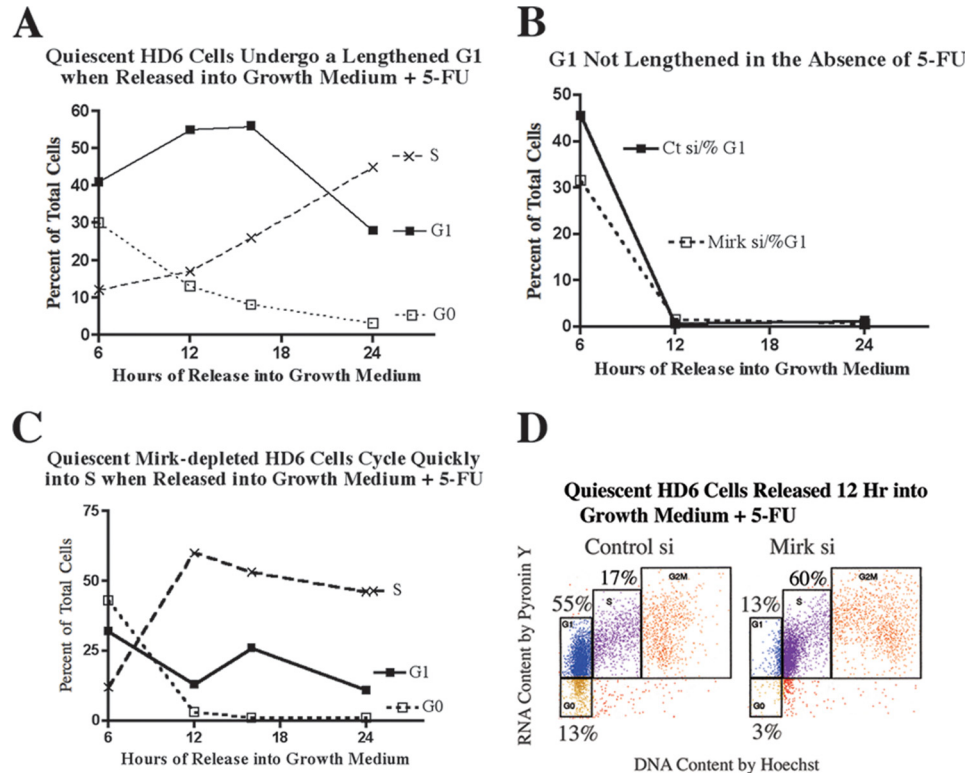 A
Quiescent HD6 Cells Undergo a Lengthened G1
when Released into Growth Medium + 5-FU
Percent of Total Cells
60
50
40
30
20
10
0
6
12
18
24
S
G1
G0
Hours of Release into Growth Medium
B
G1 Not Lengthened in the Absence of 5-FU
Percent of Total Cells
50
40
30
20
10
0
6
12
18
24
Ct si/% G1
Mirk si/%G1
Hours of Release into Growth Medium
C
Quiescent Mirk-depleted HD6 Cells Cycle Quickly
into S when Released into Growth Medium + 5-FU
Percent of Total Cells
75
50
25
0
6
12
18
24
S
G1
G0
Hours of Release into Growth Medium
D
Quiescent HD6 Cells Released 12 Hr into
Growth Medium + 5-FU
Control si
Mirk si
RNA Content by Pyronin Y
17%
G2M
55%
S
G1
G0
13%
60%
G2M
13%
S
G1
G0
3%
DNA Content by Hoechst